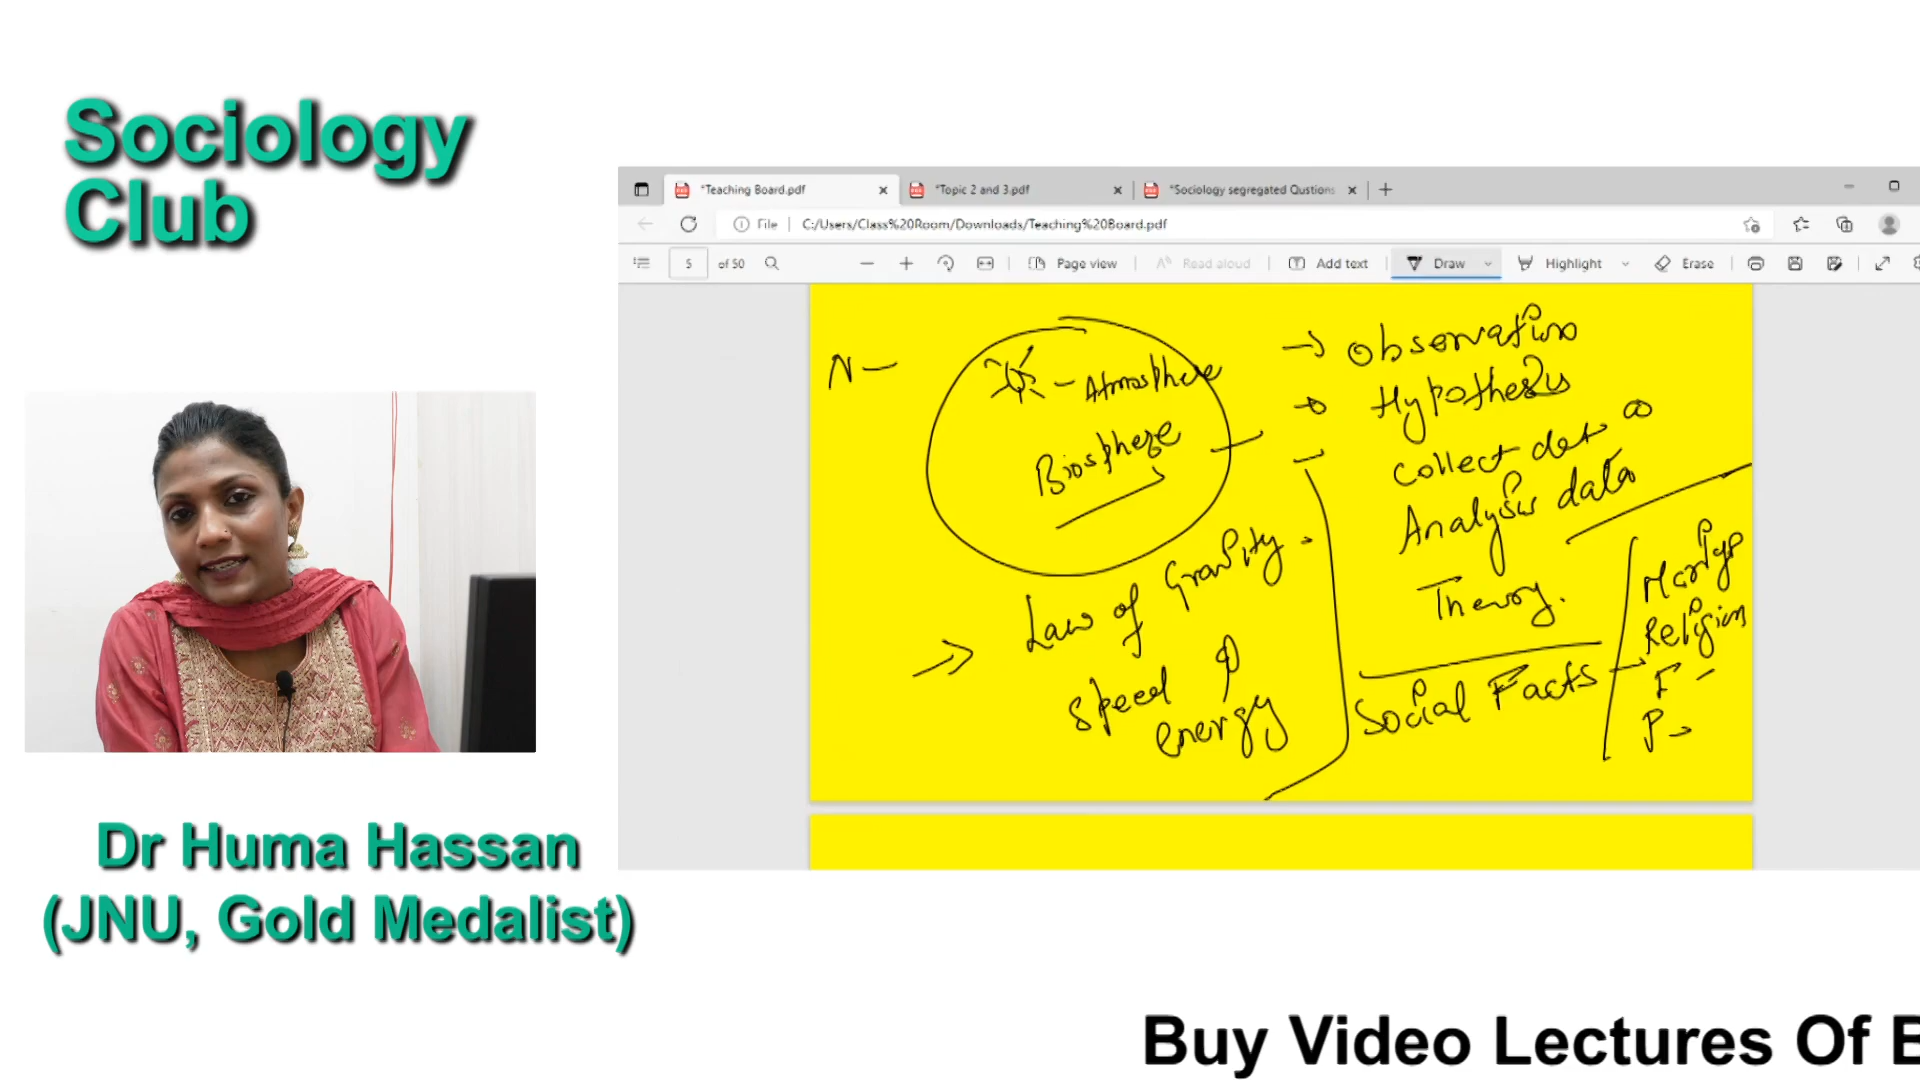 Sociology
Club
*Teaching Board.pdf
*Topic 2 and 3.pdf
*Sociology segregated Qustions
File
C:/Users/Class%20Room/Downloads/Teaching%20Board.pdf
5
of 50
Page view
Read aloud
Add text
Draw
Highlight
Erase
N-
- Atmosphere
Biosphere
→ Observation
→ Hypothesis
Collect data
Analysis data
Theory.
⇒ Law of Gravity.
Speed
energy
Social Facts
Religion
F -
P
Dr Huma Hassan
(JNU, Gold Medalist)
Buy Video Lectures Of